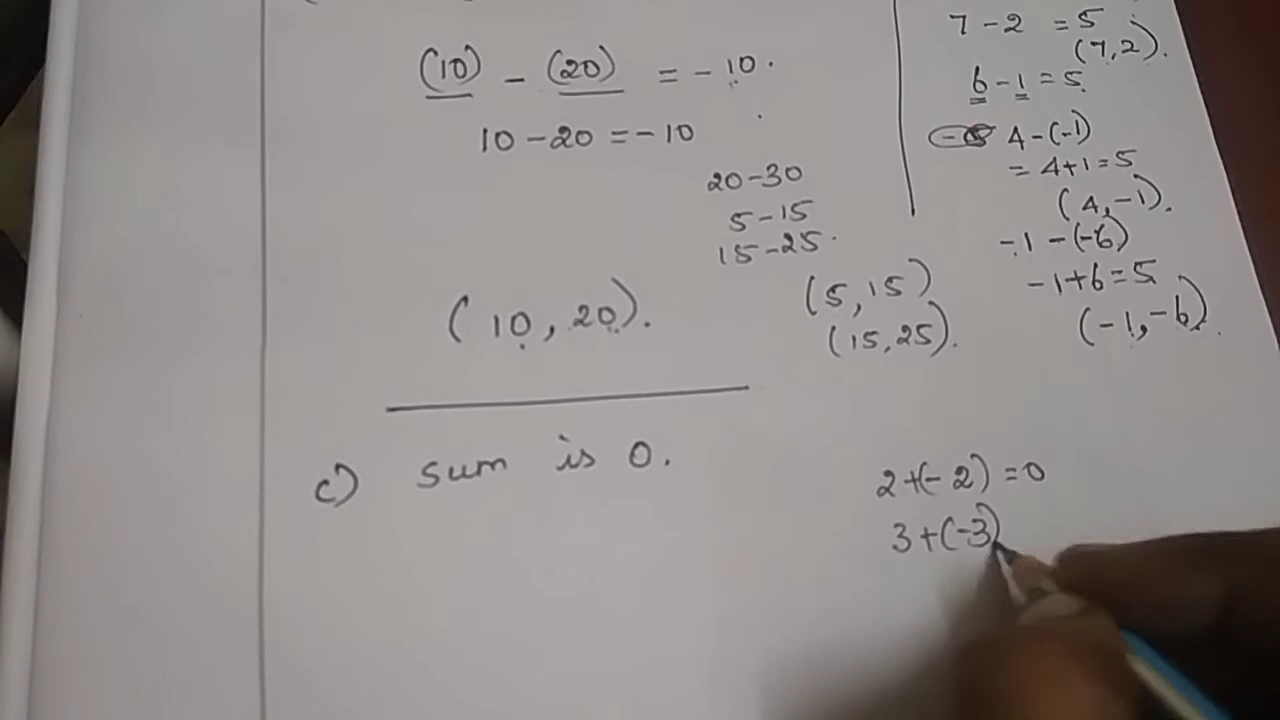 (10) - (20) = -10.
10 - 20 = -10
20 - 30
5 - 15
15 - 25.
(10, 20).
(5, 15)
(15, 25).
7 - 2 = 5
(7, 2).
6 - 1 = 5
4 - (-1)
= 4 + 1 = 5
(4, -1).
-1 - (-6)
-1 + 6 = 5
(-1, -6).
c) sum is 0.
2 + (-2) = 0
3 + (-3)